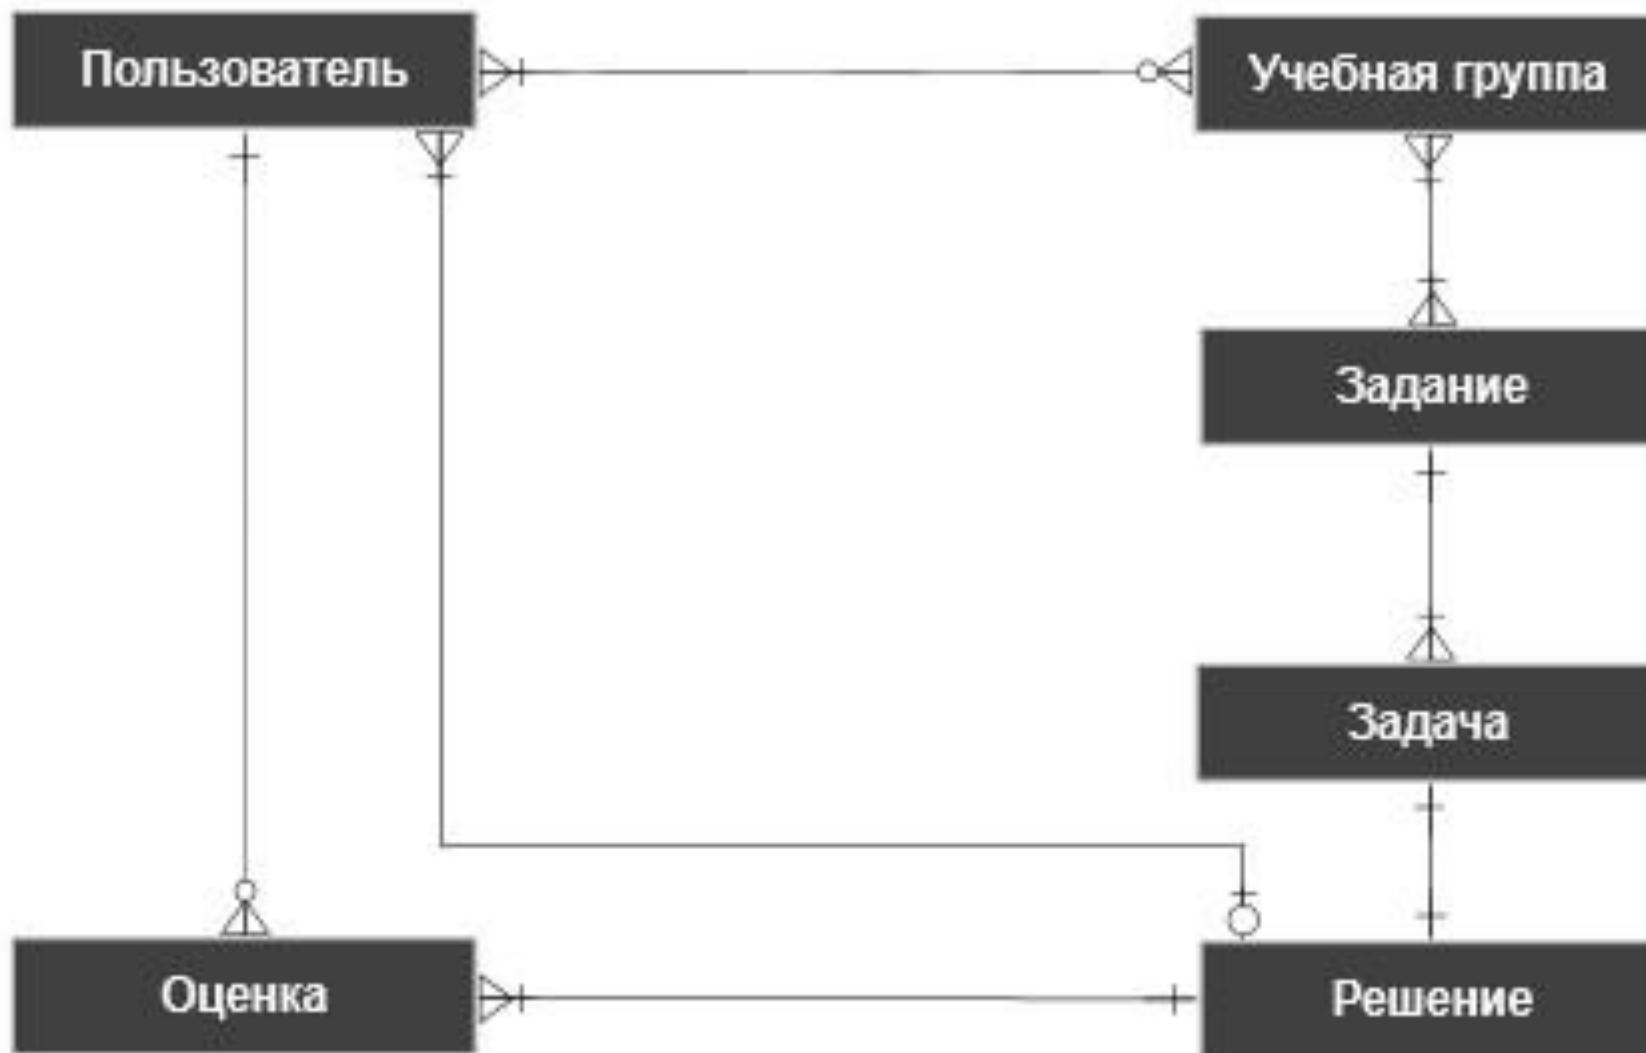 Пользователь
Учебная группа
Задание
Задача
Оценка
Решение